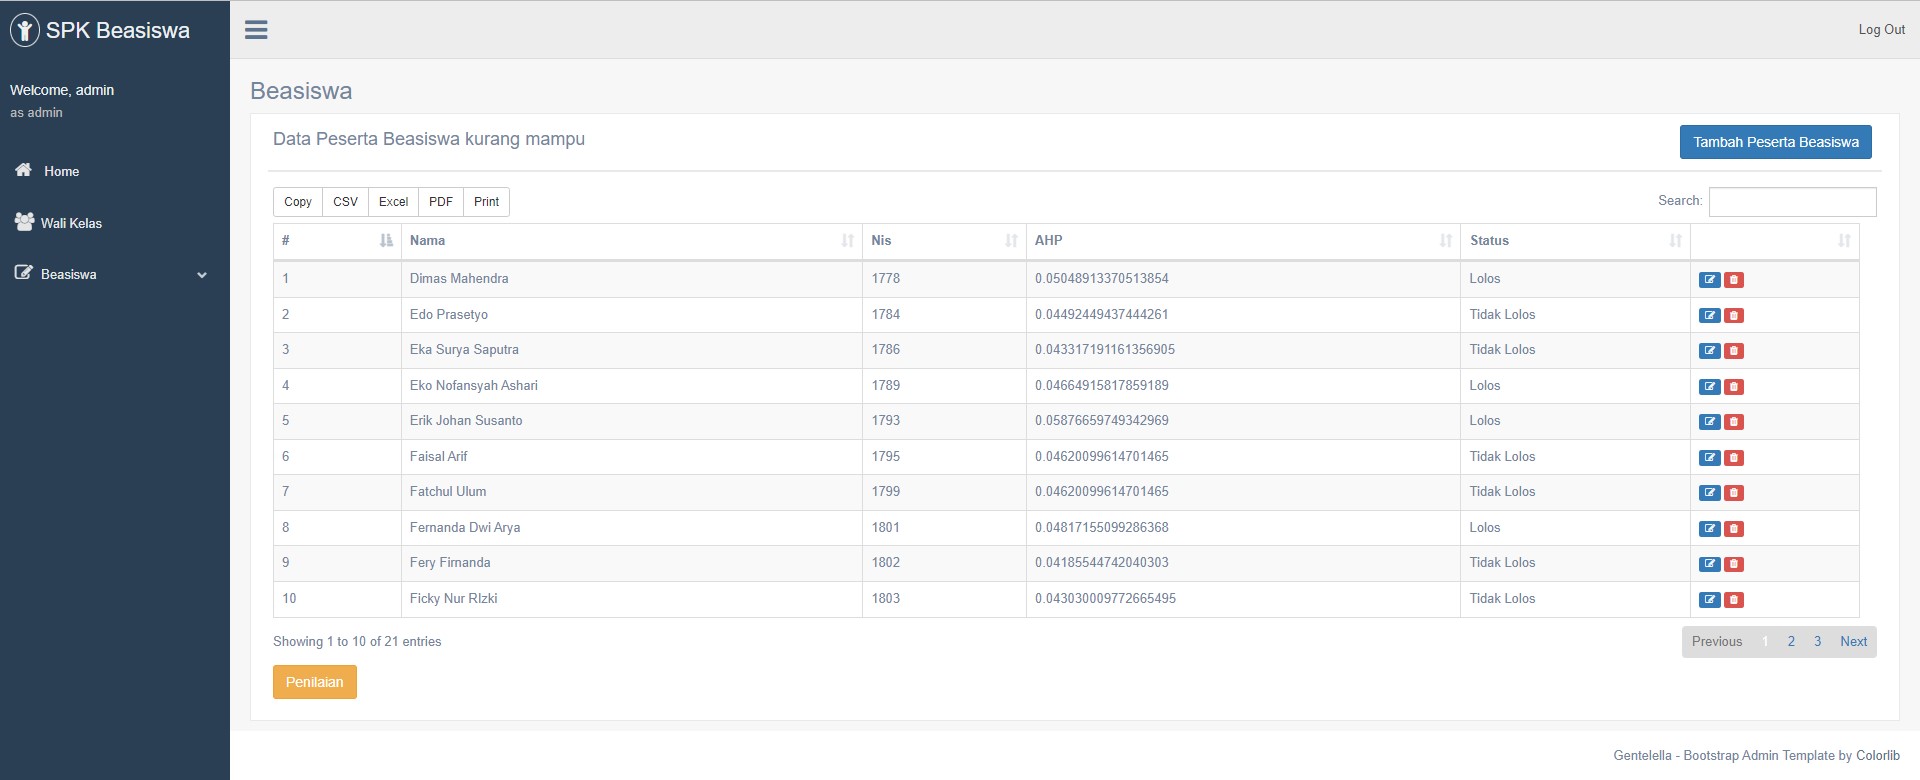 SPK Beasiswa
Log Out
Welcome, admin
as admin
Home
Wali Kelas
Beasiswa
Beasiswa
Data Peserta Beasiswa kurang mampu
Tambah Peserta Beasiswa
Copy CSV Excel PDF Print
Search:
# Nama Nis AHP Status
1 Dimas Mahendra 1778 0.05048913370513854 Lolos
2 Edo Prasetyo 1784 0.04492449437444261 Tidak Lolos
3 Eka Surya Saputra 1786 0.043317191161356905 Tidak Lolos
4 Eko Nofansyah Ashari 1789 0.04664915817859189 Lolos
5 Erik Johan Susanto 1793 0.05876659749342969 Lolos
6 Faisal Arif 1795 0.04620099614701465 Tidak Lolos
7 Fatchul Ulum 1799 0.04620099614701465 Tidak Lolos
8 Fernanda Dwi Arya 1801 0.04817155099286368 Lolos
9 Fery Firnanda 1802 0.04185544742040303 Tidak Lolos
10 Ficky Nur RIzki 1803 0.043030009772665495 Tidak Lolos
Showing 1 to 10 of 21 entries
Previous 1 2 3 Next
Penilaian
Gentelella - Bootstrap Admin Template by Colorlib